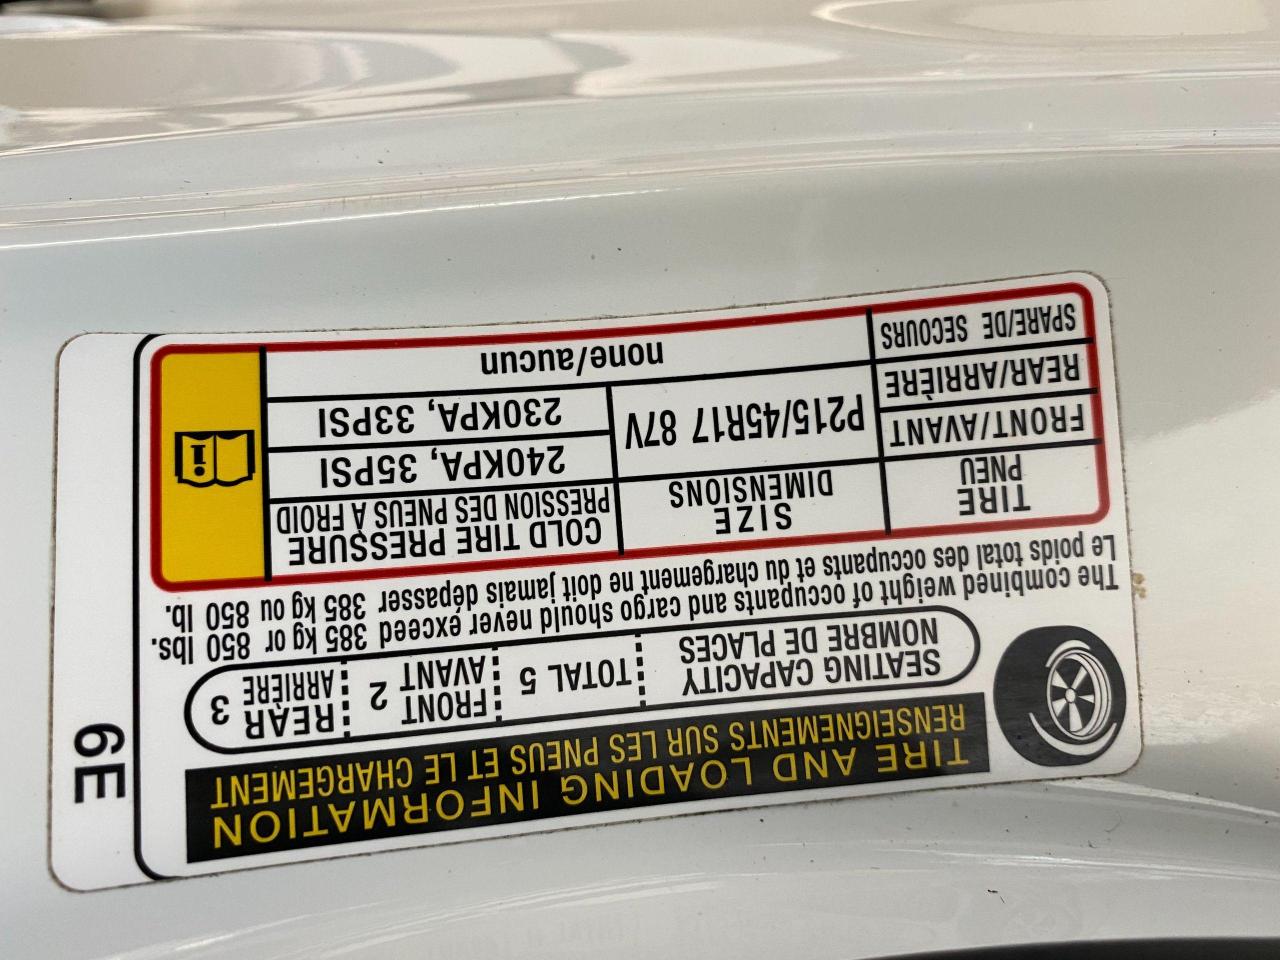 TIRE AND LOADING INFORMATION
RENSEIGNEMENTS SUR LES PNEUS ET LE CHARGEMENT
SEATING CAPACITY
NOMBRE DE PLACES
TOTAL 5
FRONT
AVANT 2
REAR
ARRIÈRE 3
The combined weight of occupants and cargo should never exceed 385 kg or 850 lbs.
Le poids total des occupants et du chargement ne doit jamais dépasser 385 kg ou 850 lb.
TIRE
PNEU
SIZE
DIMENSIONS
COLD TIRE PRESSURE
PRESSION DES PNEUS À FROID
FRONT/AVANT
P215/45R17 87V
240KPA, 35PSI
REAR/ARRIÈRE
230KPA, 33PSI
SPARE/DE SECOURS
none/aucun
6E